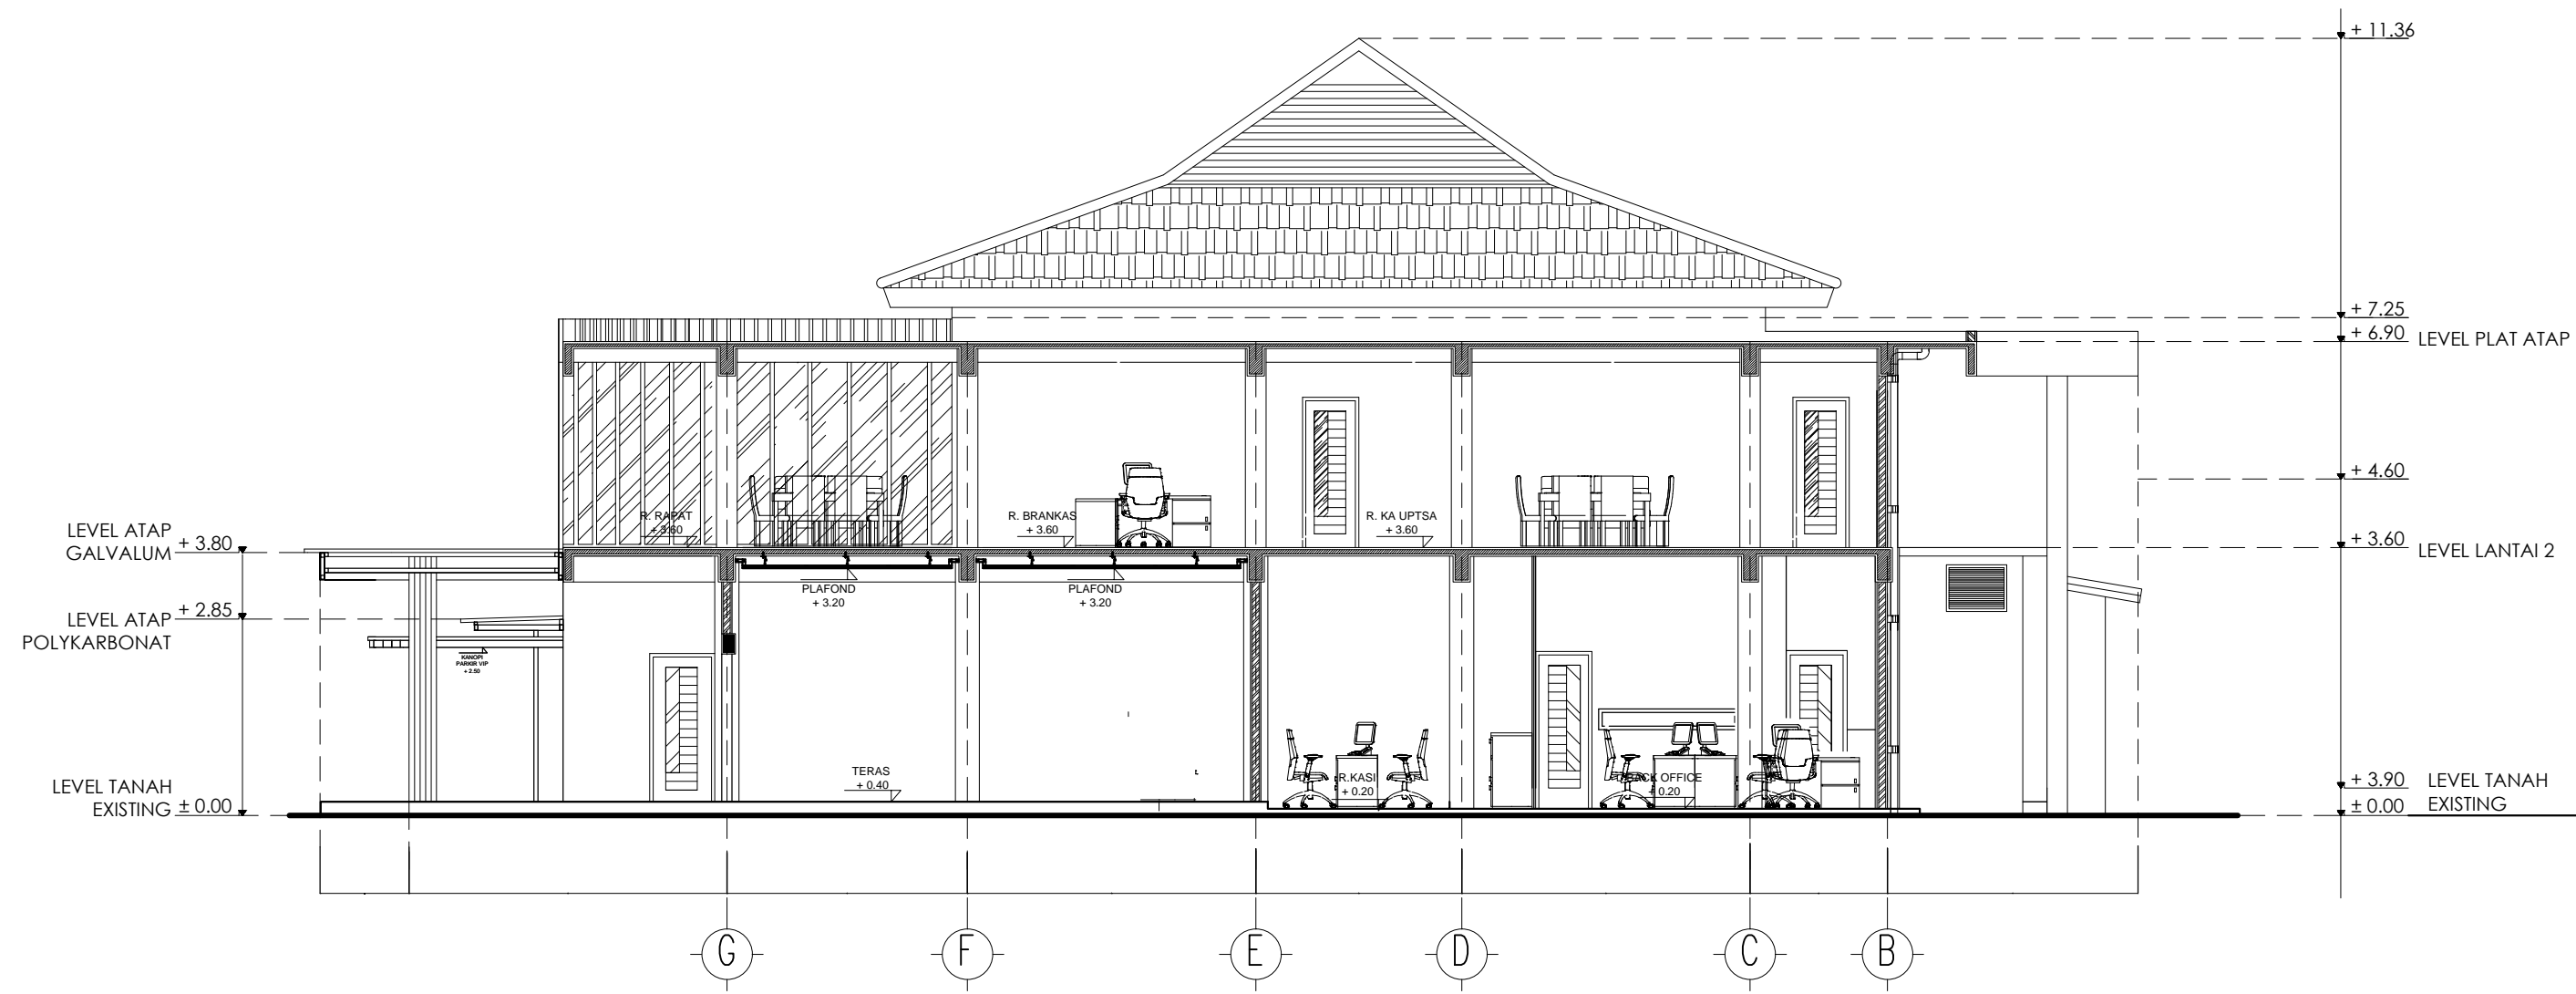 + 11.36
+ 7.25
+ 6.90 LEVEL PLAT ATAP
+ 4.60
R. RAPAT
+ 3.60
R. BRANKAS
+ 3.60
R. KA UPTSA
+ 3.60
LEVEL ATAP
GALVALUM + 3.80
+ 3.60 LEVEL LANTAI 2
PLAFOND
+ 3.20
PLAFOND
+ 3.20
LEVEL ATAP
POLYKARBONAT + 2.85
KANOPI
PARKIR VIP
+ 2.50
TERAS
+ 0.40
R.KASI
+ 0.20
BACK OFFICE
+ 0.20
LEVEL TANAH
EXISTING ± 0.00
+ 3.90 LEVEL TANAH
± 0.00 EXISTING
G F E D C B